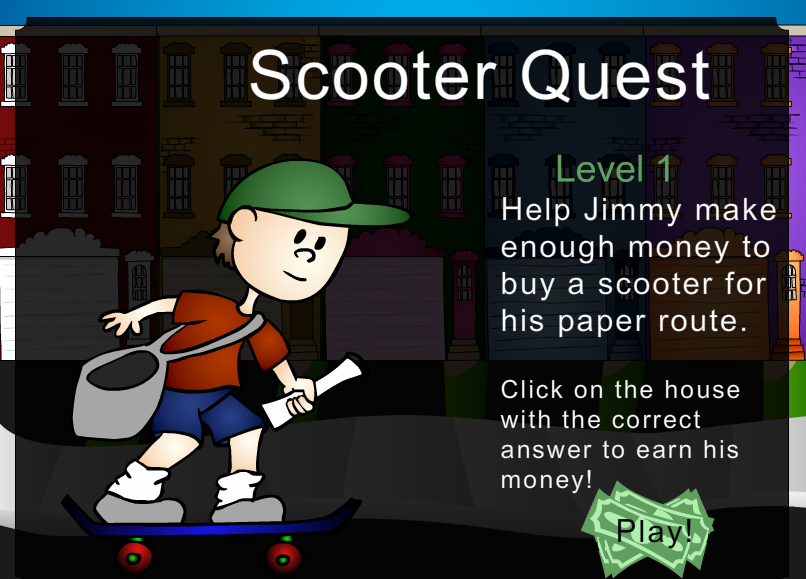 Scooter Quest
Level 1
Help Jimmy make
enough money to
buy a scooter for
his paper route.
Click on the house
with the correct
answer to earn his
money!
Play!